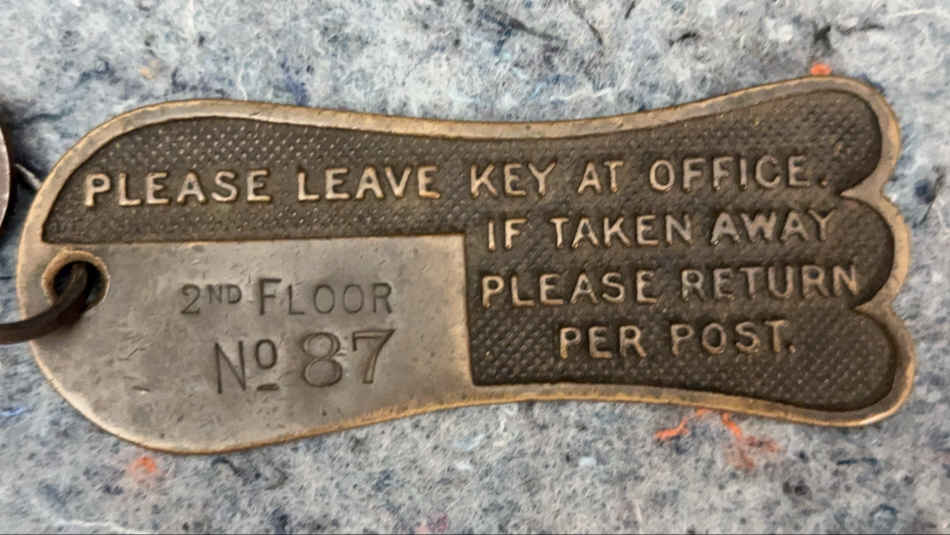 PLEASE LEAVE KEY AT OFFICE.
IF TAKEN AWAY
PLEASE RETURN
PER POST.
2ND FLOOR
Nº 87